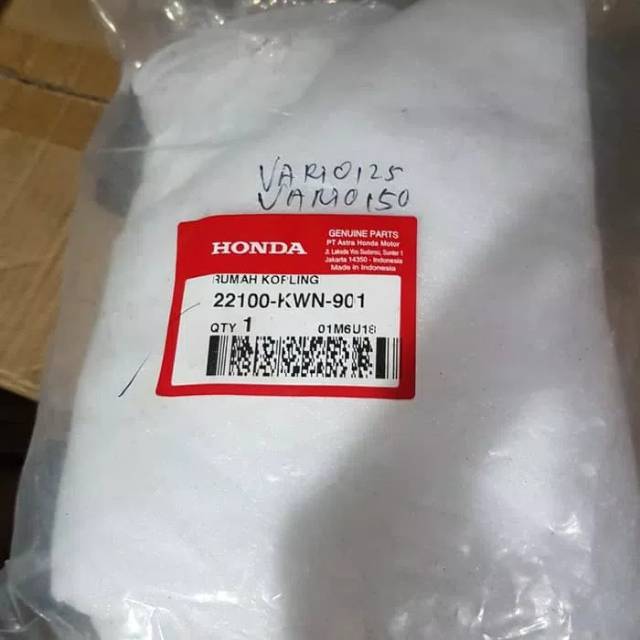 VARIO125
VARIO150
HONDA
GENUINE PARTS
PT Astra Honda Motor
Jl. Laksda Yos Sudarso, Sunter 1
Jakarta 14350 - Indonesia
Made in Indonesia
RUMAH KOPLING
22100-KWN-901
QTY 1 01M6U18